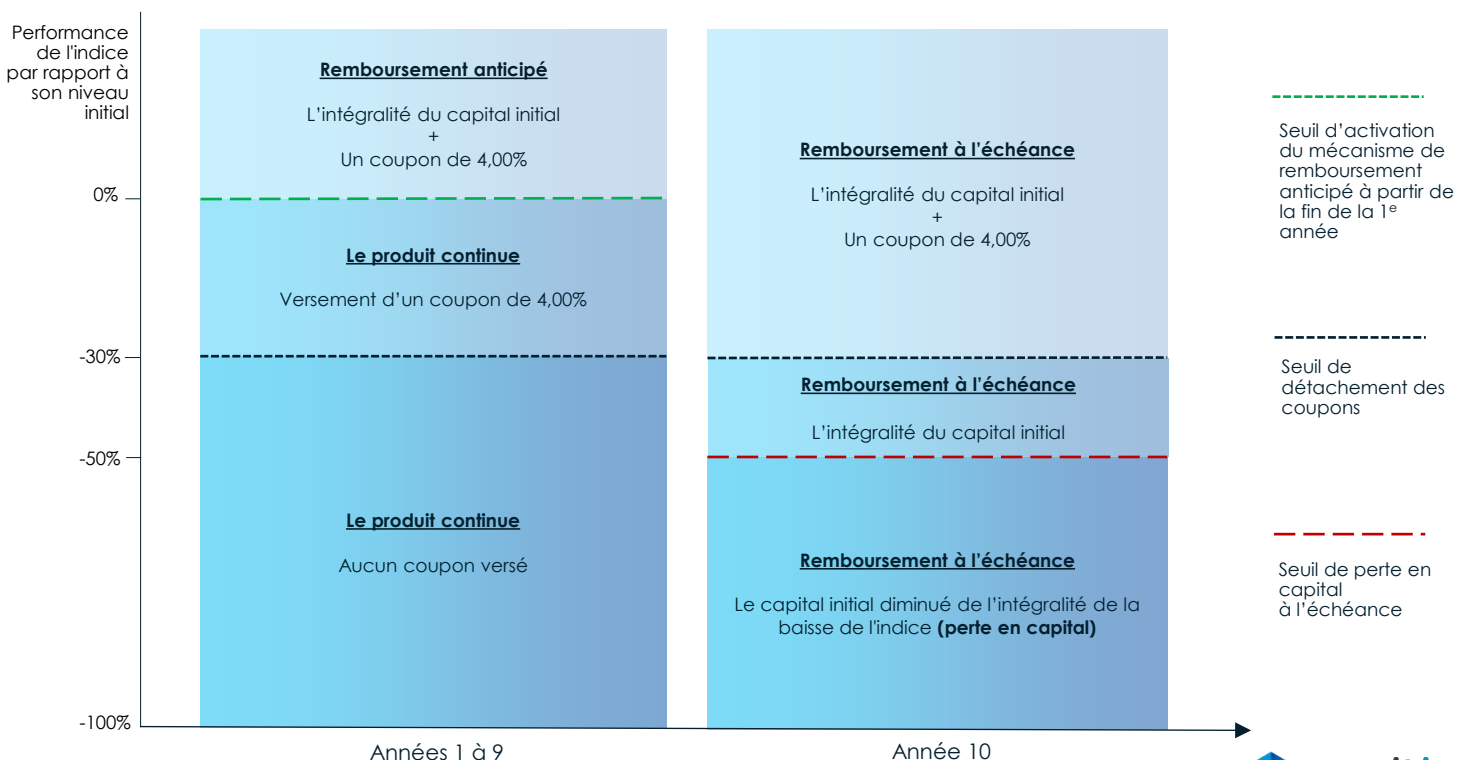 Performance
de l'indice
par rapport à
son niveau
initial
0%
-30%
-50%
-100%
Remboursement anticipé
L’intégralité du capital initial
+
Un coupon de 4,00%
Le produit continue
Versement d’un coupon de 4,00%
Le produit continue
Aucun coupon versé
Années 1 à 9
Remboursement à l’échéance
L’intégralité du capital initial
+
Un coupon de 4,00%
Remboursement à l’échéance
L’intégralité du capital initial
Remboursement à l’échéance
Le capital initial diminué de l’intégralité de la
baisse de l'indice (perte en capital)
Année 10
Seuil d’activation
du mécanisme de
remboursement
anticipé à partir de
la fin de la 1e
année
Seuil de
détachement des
coupons
Seuil de perte en
capital
à l’échéance